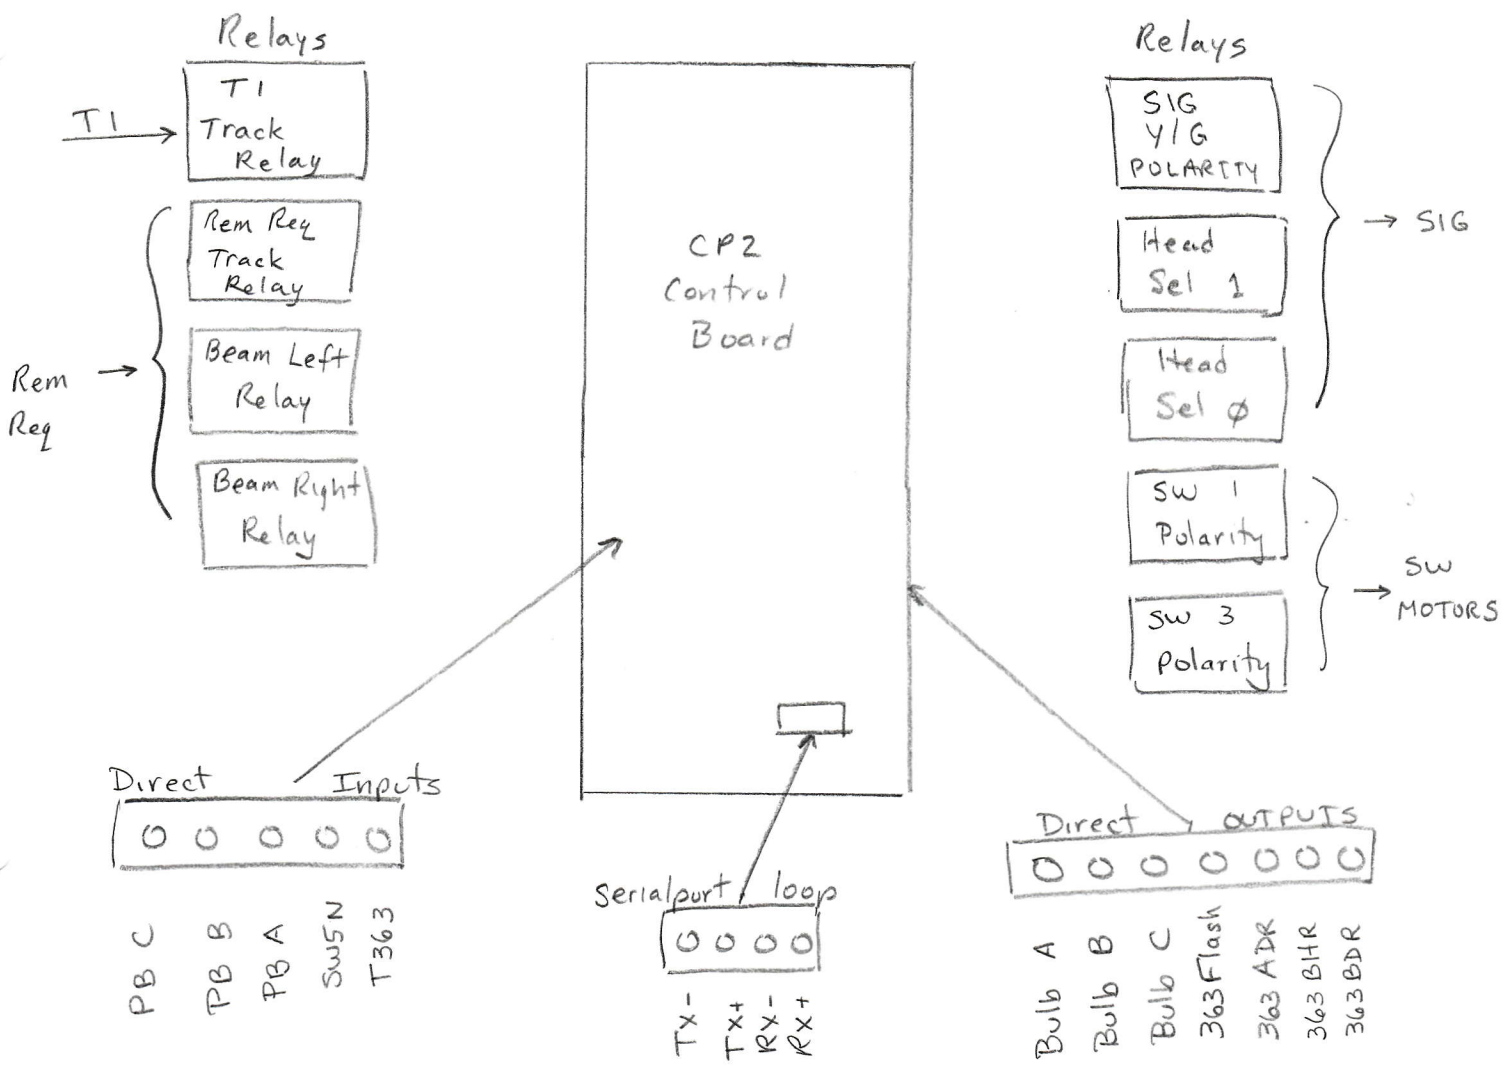 Relays
T1
T1
Track
Relay
Rem Req
Track
Relay
Beam Left
Relay
Beam Right
Relay
Rem
Req
CP2
Control
Board
Relays
SIG
Y/G
POLARITY
Head
Sel 1
Head
Sel φ
SIG
SW 1
Polarity
SW 3
Polarity
SW
MOTORS
Direct Inputs
PB C
PB B
PB A
SW5N
T363
Serialport loop
Tx-
Tx+
Rx-
Rx+
Direct OUTPUTS
Bulb A
Bulb B
Bulb C
363 Flash
363 ADR
363 BHR
363 BDR